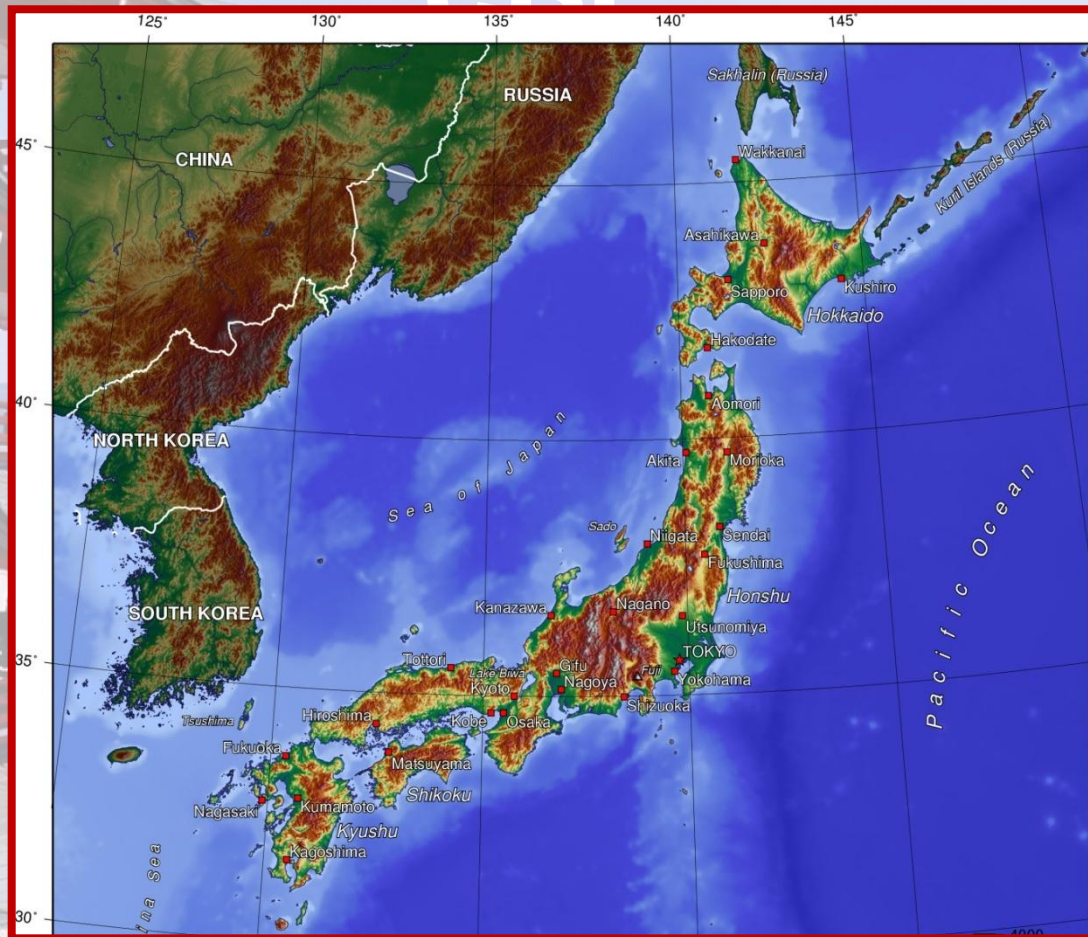 125°
130°
135°
140°
145°
Sakhalin (Russia)
RUSSIA
45°
CHINA
Wakkanai
Kuril Islands (Russia)
Asahikawa
Sapporo
Kushiro
Hokkaido
Hakodate
40°
Aomori
NORTH KOREA
Sea of Japan
Akita
Morioka
Pacific Ocean
Sado
Niigata
Sendai
Fukushima
SOUTH KOREA
Kanazawa
Nagano
Honshu
Utsunomiya
35°
Tottori
TOKYO
Lake Biwa
Gifu
Fuji
Kyoto
Nagoya
Yokohama
Tsushima
Hiroshima
Kobe
Osaka
Shizuoka
Fukuoka
Matsuyama
Shikoku
Nagasaki
Kumamoto
Kyushu
Kagoshima
Sea
30°